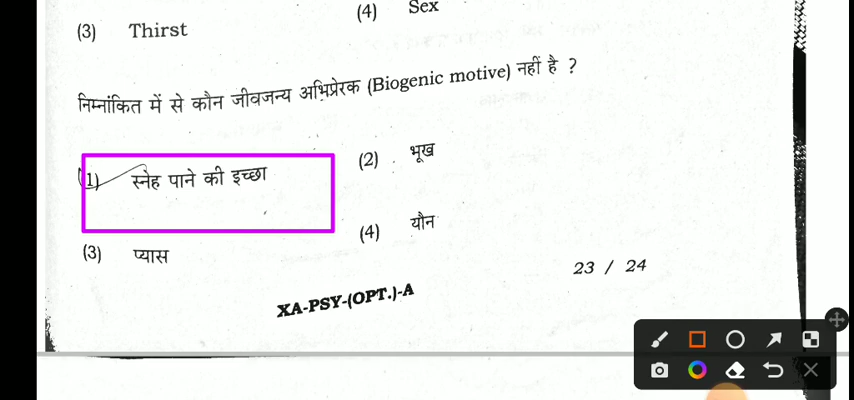 (4) Sex
(3) Thirst
निम्नांकित में से कौन जीवजन्य अभिप्रेरक (Biogenic motive) नहीं है ?
(1) स्नेह पाने की इच्छा
(2) भूख
(3) प्यास
(4) यौन
23 / 24
XA-PSY-(OPT.)-A